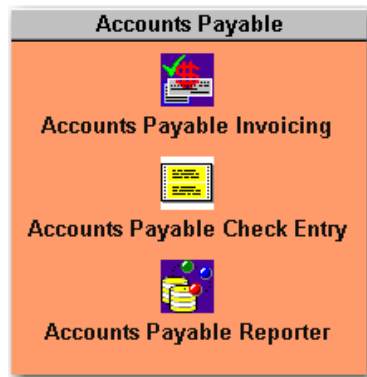 Accounts Payable
Accounts Payable Invoicing
Accounts Payable Check Entry
Accounts Payable Reporter